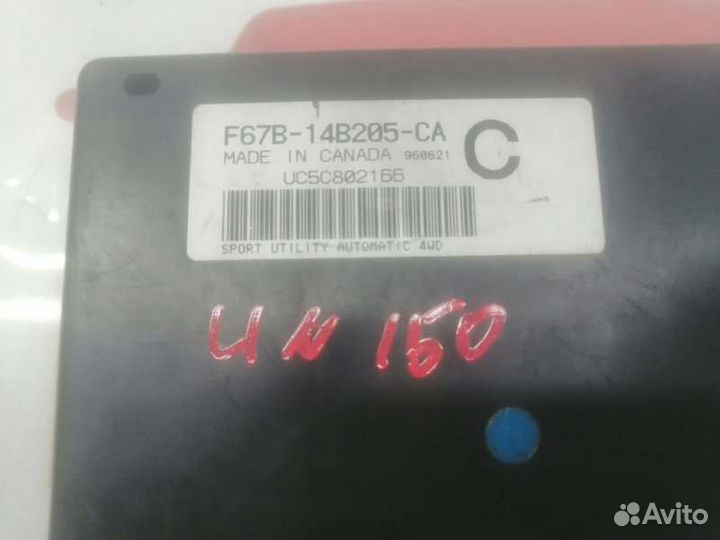 F67B-14B205-CA
MADE IN CANADA 960621
C
UC5C802166
SPORT UTILITY AUTOMATIC 4WD
UN 150
Avito